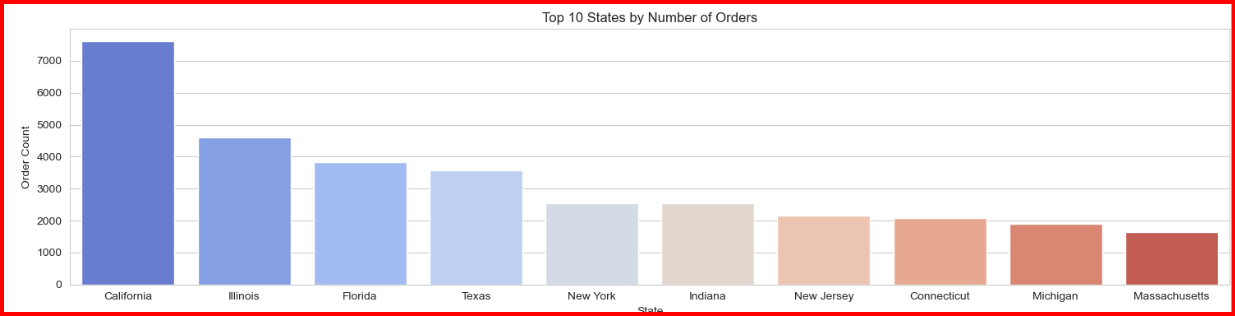 Top 10 States by Number of Orders
Order Count
7000
6000
5000
4000
3000
2000
1000
0
California Illinois Florida Texas New York Indiana New Jersey Connecticut Michigan Massachusetts
State